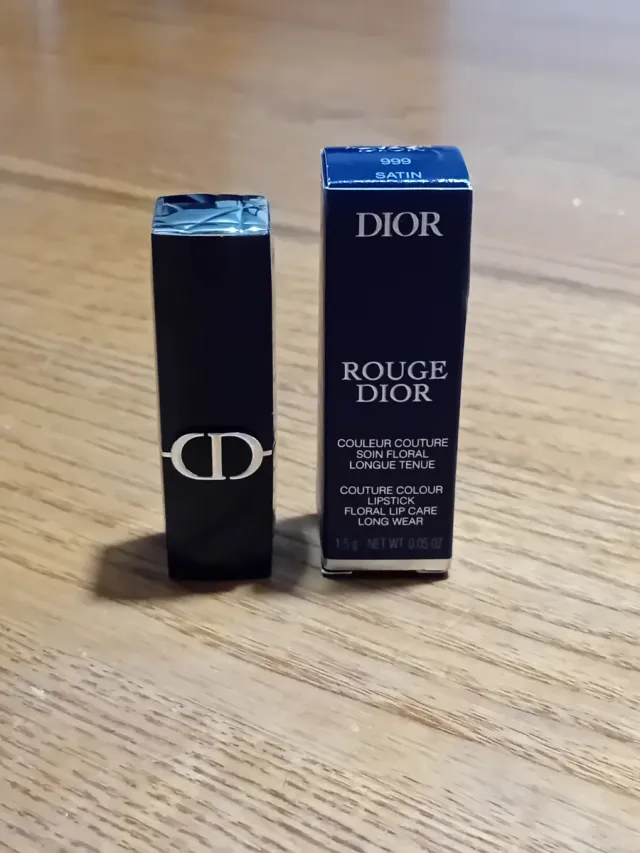 999
SATIN
DIOR
ROUGE
DIOR
COULEUR COUTURE
SOIN FLORAL
LONGUE TENUE
COUTURE COLOUR
LIPSTICK
FLORAL LIP CARE
LONG WEAR
1.5 g NET WT 0.05 OZ
CD